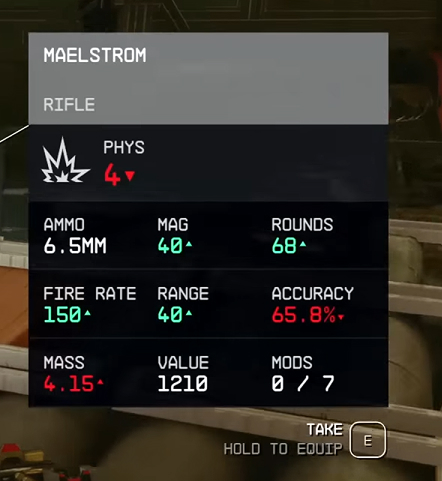 MAELSTROM
RIFLE
PHYS
4
AMMO MAG ROUNDS
6.5MM 40 68
FIRE RATE RANGE ACCURACY
150 40 65.8%
MASS VALUE MODS
4.15 1210 0 / 7
TAKE E
HOLD TO EQUIP